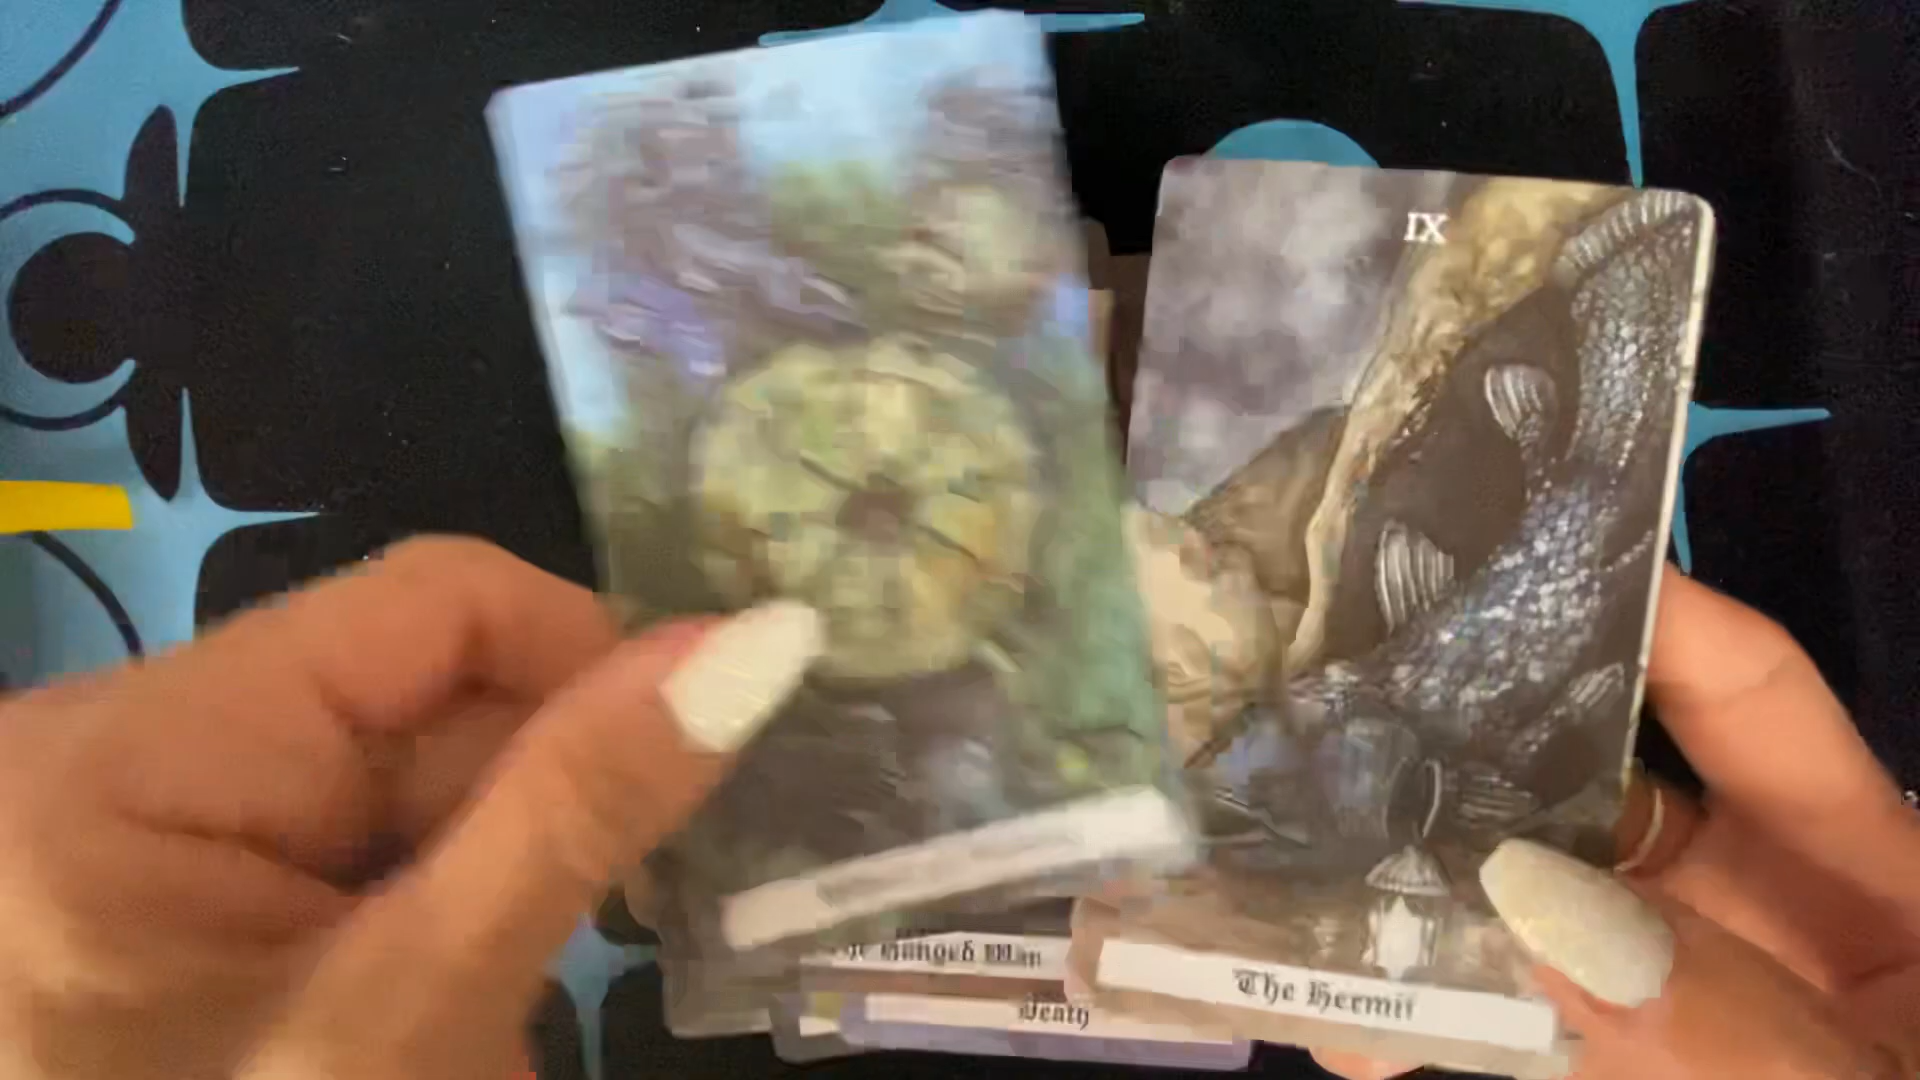 IX
The Hanged Man
Death
The Hermit